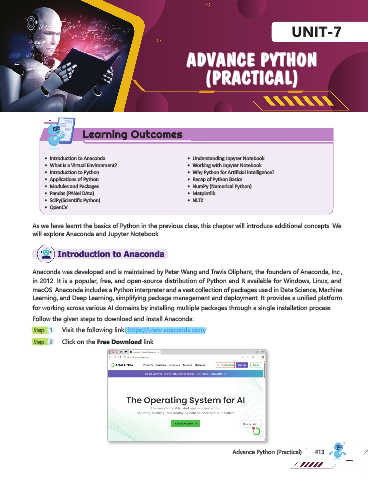 UNIT-7
ADVANCE PYTHON
(PRACTICAL)
Learning Outcomes
• Introduction to Anaconda
• What is a Virtual Environment?
• Introduction to Python
• Applications of Python
• Modules and Packages
• Pandas (PANel DAta)
• SciPy(Scientific Python)
• OpenCV
• Understanding Jupyter Notebook
• Working with Jupyter Notebook
• Why Python for Artificial Intelligence?
• Recap of Python Basics
• NumPy (Numerical Python)
• Matplotlib
• NLTK
As we have learnt the basics of Python in the previous class, this chapter will introduce additional concepts. We
will explore Anaconda and Jupyter Notebook.
Introduction to Anaconda
Anaconda was developed and is maintained by Peter Wang and Travis Oliphant, the founders of Anaconda, Inc.,
in 2012. It is a popular, free, and open-source distribution of Python and R available for Windows, Linux, and
macOS. Anaconda includes a Python interpreter and a vast collection of packages used in Data Science, Machine
Learning, and Deep Learning, simplifying package management and deployment. It provides a unified platform
for working across various AI domains by installing multiple packages through a single installation process.
Follow the given steps to download and install Anaconda:
Step 1 Visit the following link: https://www.anaconda.com/
Step 2 Click on the Free Download link.
The Operating System for AI
Advance Python (Practical) 413